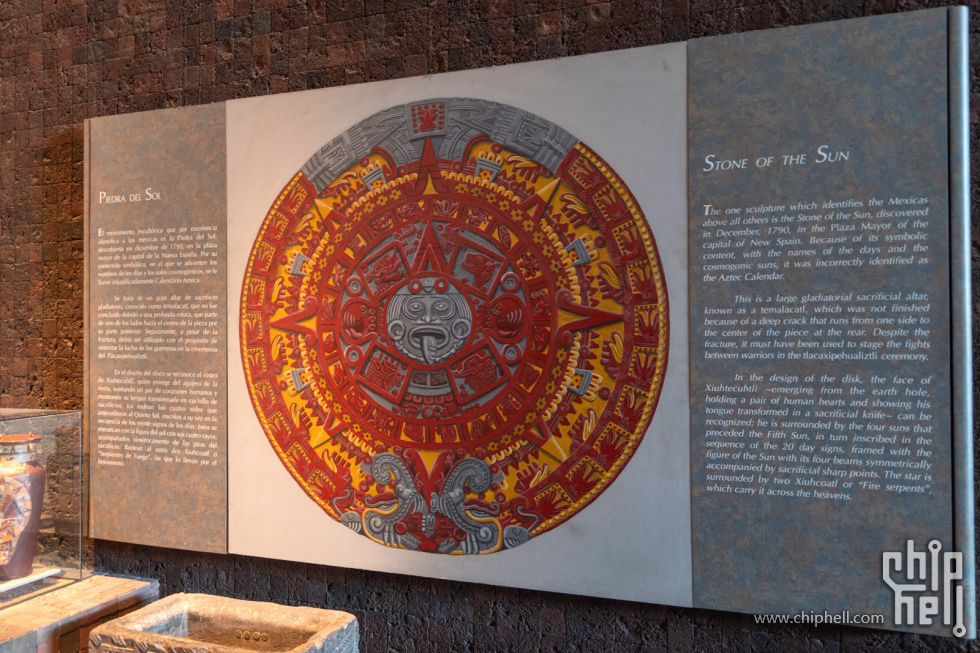 PIEDRA DEL SOL
El monumento escultórico que por excelencia
identifica a los mexicas es la Piedra del Sol,
descubierta en diciembre de 1790, en la plaza
mayor de la capital de la Nueva España. Por su
contenido simbólico, en el que se advierten los
nombres de los días y los soles cosmogónicos, se le
llamó injustificadamente Calendario Azteca.
Se trata de un gran altar de sacrificio
gladiatorio, conocido como temalacatl, que no fue
concluido debido a una profunda rotura, que parte
de uno de los lados hacia el centro de la pieza por
su parte posterior. Seguramente, a pesar de la
fractura, debió ser utilizado con el propósito de
sustentar la lucha de los guerreros en la ceremonia
del Tlacaxipehualiztli.
En el diseño del disco se reconoce el rostro
de Xiuhtecuhtli, quien emerge del agujero de la
tierra, sujetando un par de corazones humanos y
mostrando su lengua transformada en cuchillo de
sacrificios. Lo rodean los cuatro soles que
antecedieron al Quinto Sol, inscritos a su vez en la
secuencia de los veinte signos de los días; éstos se
enmarcan con la figura del sol con sus cuatro rayos,
acompañados simétricamente de las púas del
sacrificio. Rodean al astro dos Xiuhcoatl o
"Serpientes de Fuego", las que lo llevan por el
firmamento.
STONE OF THE SUN
The one sculpture which identifies the Mexicas
above all others is the Stone of the Sun, discovered
in December, 1790, in the Plaza Mayor of the
capital of New Spain. Because of its symbolic
content, with the names of the days and the
cosmogonic suns, it was incorrectly identified as
the Aztec Calendar.
This is a large gladiatorial sacrificial altar,
known as a temalacatl, which was not finished
because of a deep crack that runs from one side to
the center of the piece in the rear. Despite the
fracture, it must have been used to stage the fights
between warriors in the tlacaxipehualiztli ceremony.
In the design of the disk, the face of
Xiuhtecuhtli –emerging from the earth hole,
holding a pair of human hearts and showing his
tongue transformed in a sacrificial knife– can be
recognized; he is surrounded by the four suns that
preceded the Fifth Sun, in turn inscribed in the
sequence of the 20 day signs, framed with the
figure of the Sun with its four beams symmetrically
accompanied by sacrificial sharp points. The star is
surrounded by two Xiuhcoatl or "Fire serpents",
which carry it across the heavens.
www.chiphell.com
chip
hell